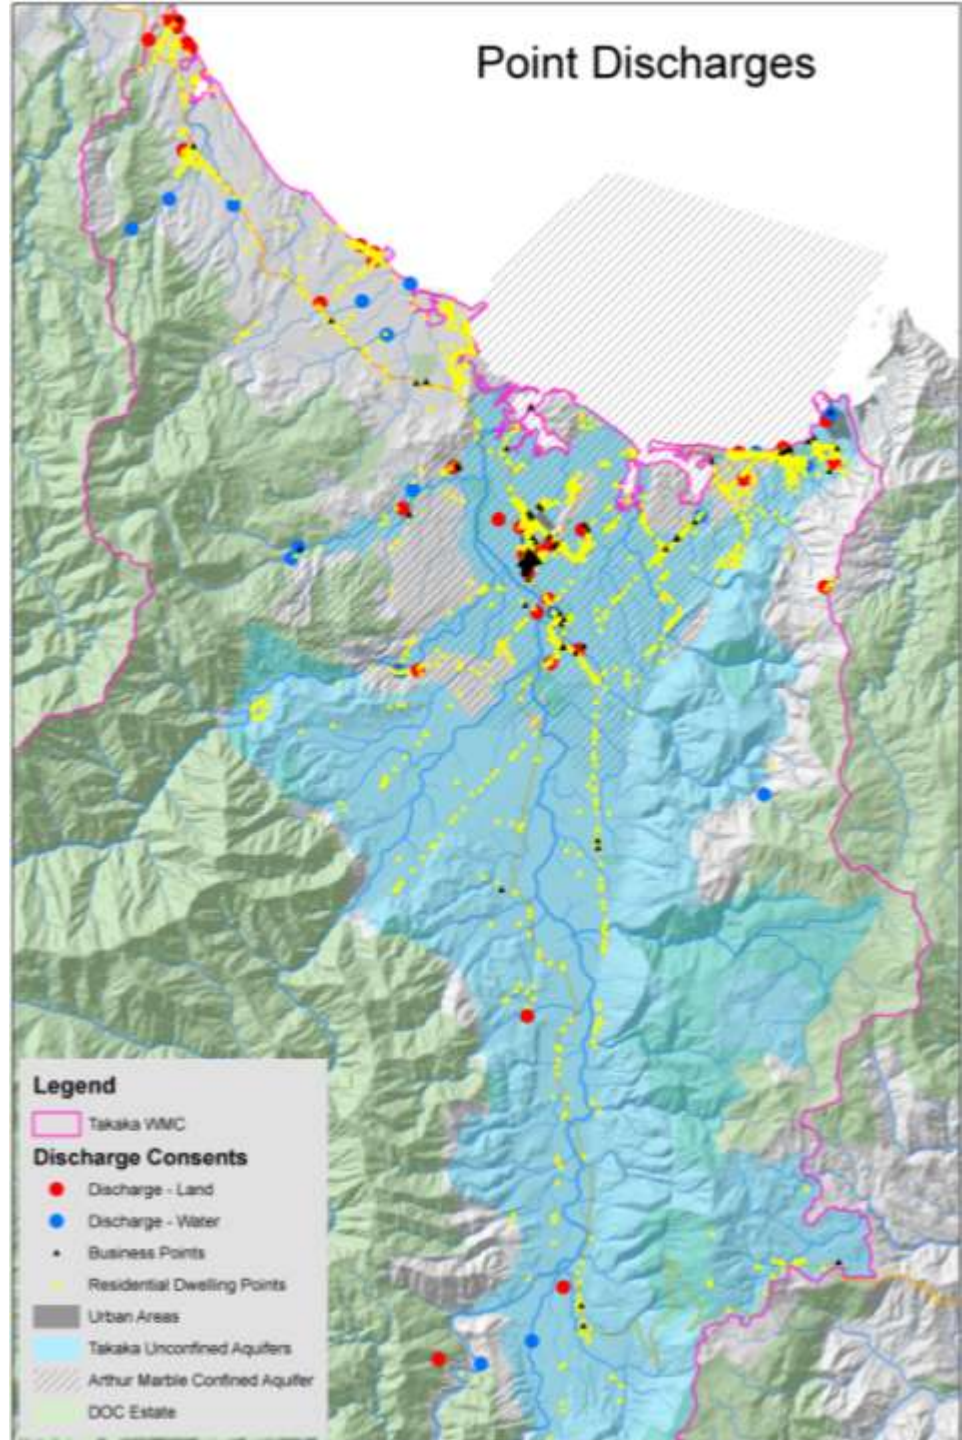 Point Discharges
Legend
Takaka WMC
Discharge Consents
Discharge - Land
Discharge - Water
Business Points
Residential Dwelling Points
Urban Areas
Takaka Unconfined Aquifers
Arthur Marble Confined Aquifer
DOC Estate